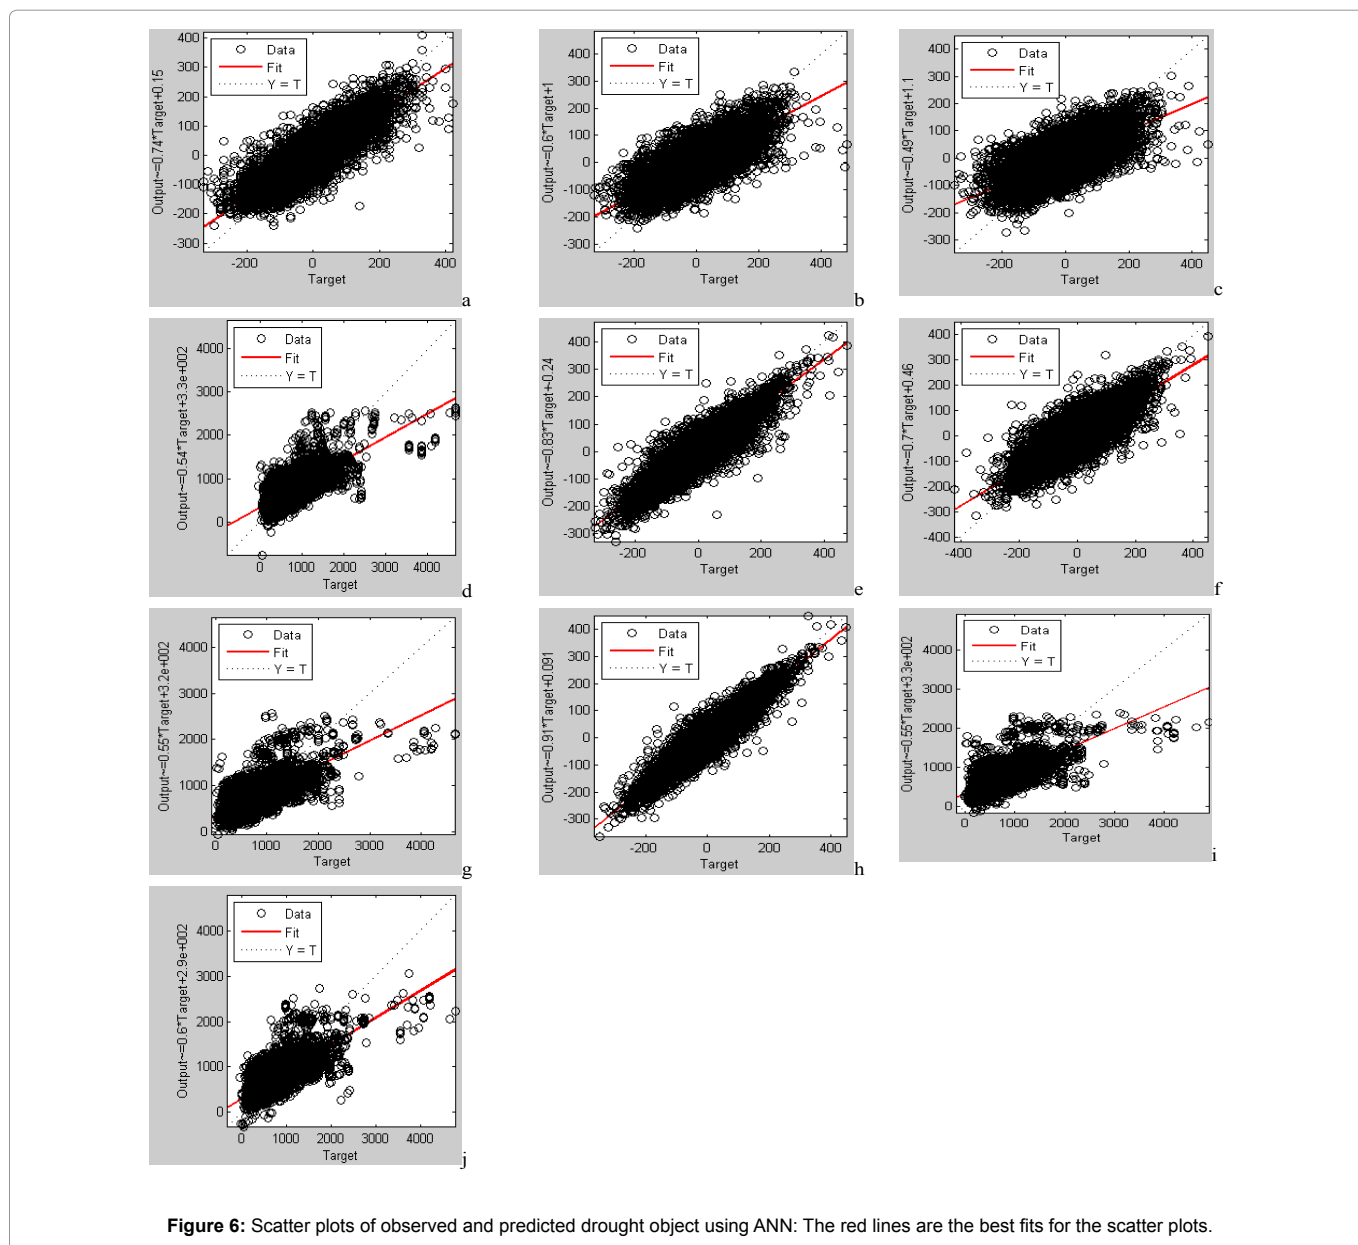 Output~=0.74*Target+0.15
400
300
200
100
0
-100
-200
-300
Data
Fit
Y = T
-200 0 200 400
Target
a
Output~=0.6*Target+1
400
300
200
100
0
-100
-200
-300
Data
Fit
Y = T
-200 0 200 400
Target
b
Output~=0.49*Target+1.1
400
300
200
100
0
-100
-200
-300
Data
Fit
Y = T
-200 0 200 400
Target
c
Output~=0.54*Target+3.3e+002
4000
3000
2000
1000
0
Data
Fit
Y = T
0 1000 2000 3000 4000
Target
d
Output~=0.83*Target+0.24
400
300
200
100
0
-100
-200
-300
Data
Fit
Y = T
-200 0 200 400
Target
e
Output~=0.7*Target+0.46
400
300
200
100
0
-100
-200
-300
-400
Data
Fit
Y = T
-400 -200 0 200 400
Target
f
Output~=0.55*Target+3.2e+002
4000
3000
2000
1000
0
Data
Fit
Y = T
0 1000 2000 3000 4000
Target
g
Output~=0.91*Target+0.091
400
300
200
100
0
-100
-200
-300
Data
Fit
Y = T
-200 0 200 400
Target
h
Output~=0.55*Target+3.3e+002
4000
3000
2000
1000
0
Data
Fit
Y = T
0 1000 2000 3000 4000
Target
i
Output~=0.6*Target+2.9e+002
4000
3000
2000
1000
0
Data
Fit
Y = T
0 1000 2000 3000 4000
Target
j
Figure 6: Scatter plots of observed and predicted drought object using ANN: The red lines are the best fits for the scatter plots.